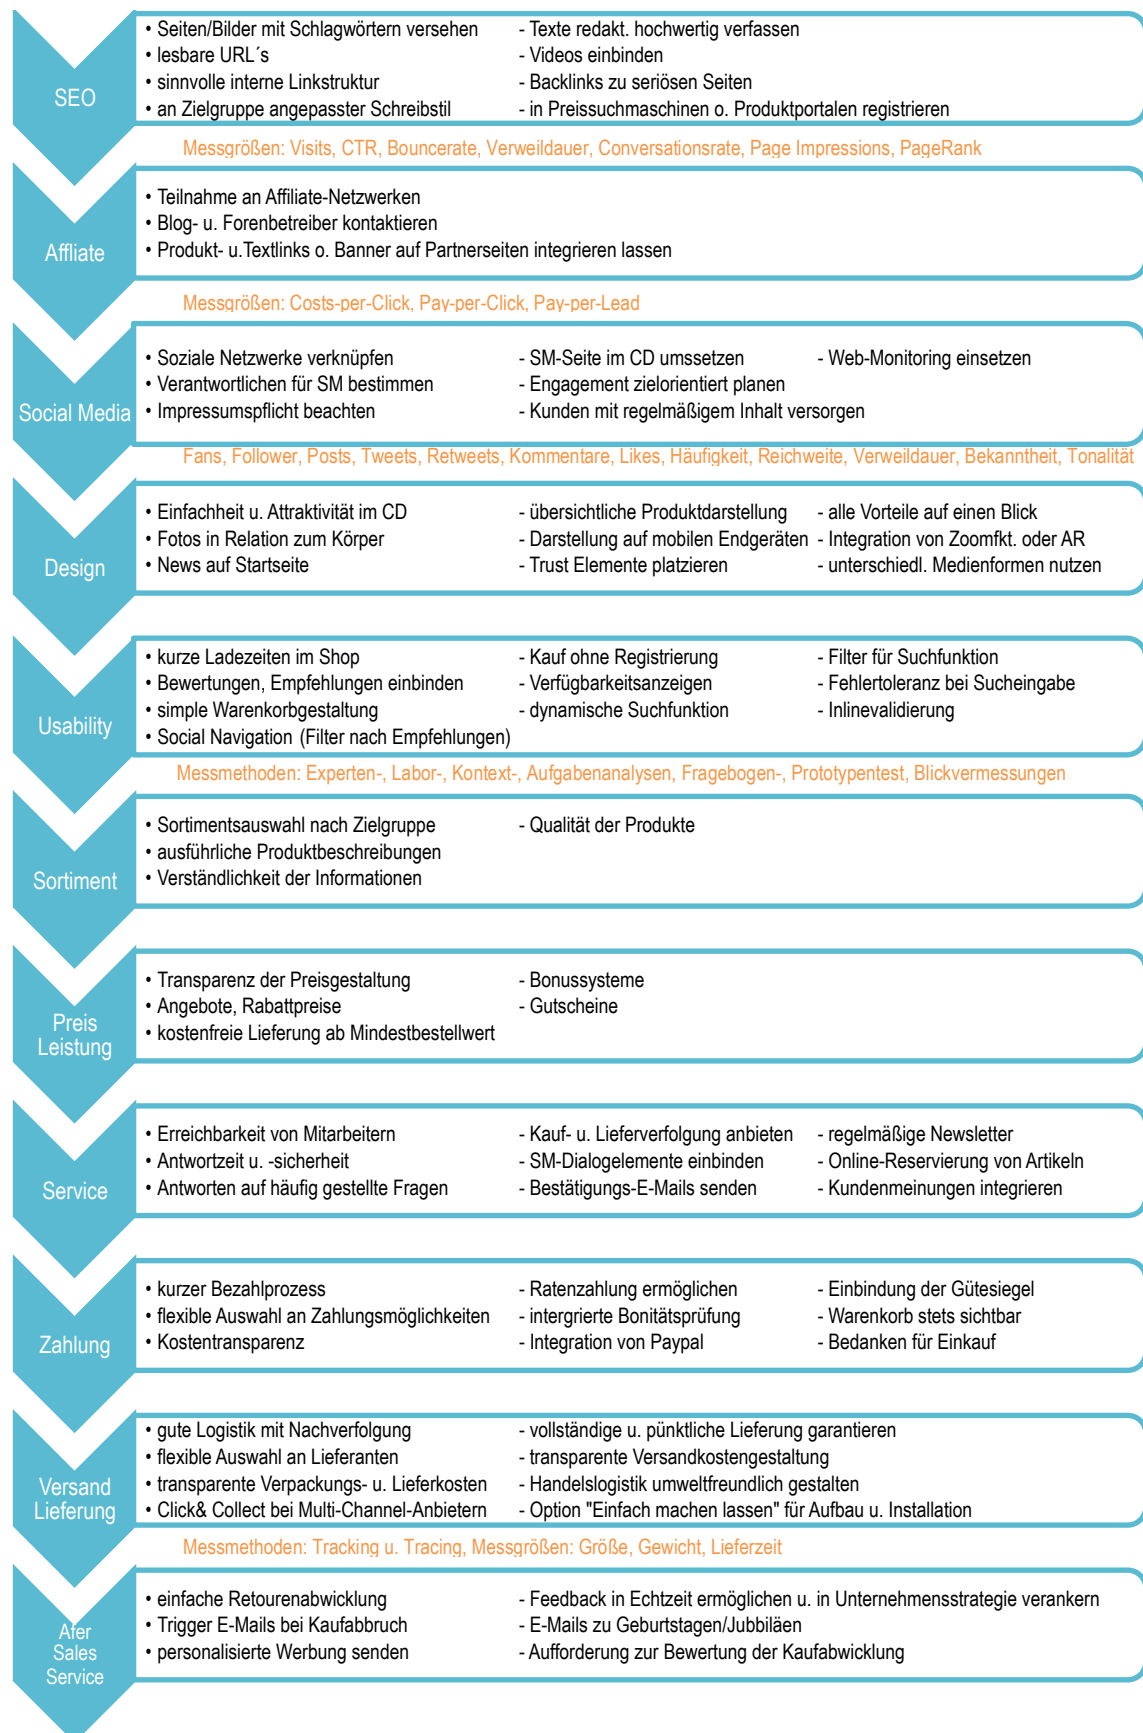 SEO
• Seiten/Bilder mit Schlagwörtern versehen - Texte redakt. hochwertig verfassen
• lesbare URL´s - Videos einbinden
• sinnvolle interne Linkstruktur - Backlinks zu seriösen Seiten
• an Zielgruppe angepasster Schreibstil - in Preissuchmaschinen o. Produktportalen registrieren
Messgrößen: Visits, CTR, Bouncerate, Verweildauer, Conversationsrate, Page Impressions, PageRank
Affliate
• Teilnahme an Affiliate-Netzwerken
• Blog- u. Forenbetreiber kontaktieren
• Produkt- u.Textlinks o. Banner auf Partnerseiten integrieren lassen
Messgrößen: Costs-per-Click, Pay-per-Click, Pay-per-Lead
Social Media
• Soziale Netzwerke verknüpfen - SM-Seite im CD umssetzen - Web-Monitoring einsetzen
• Verantwortlichen für SM bestimmen - Engagement zielorientiert planen
• Impressumspflicht beachten - Kunden mit regelmäßigem Inhalt versorgen
Fans, Follower, Posts, Tweets, Retweets, Kommentare, Likes, Häufigkeit, Reichweite, Verweildauer, Bekanntheit, Tonalität
Design
• Einfachheit u. Attraktivität im CD - übersichtliche Produktdarstellung - alle Vorteile auf einen Blick
• Fotos in Relation zum Körper - Darstellung auf mobilen Endgeräten - Integration von Zoomfkt. oder AR
• News auf Startseite - Trust Elemente platzieren - unterschiedl. Medienformen nutzen
Usability
• kurze Ladezeiten im Shop - Kauf ohne Registrierung - Filter für Suchfunktion
• Bewertungen, Empfehlungen einbinden - Verfügbarkeitsanzeigen - Fehlertoleranz bei Sucheingabe
• simple Warenkorbgestaltung - dynamische Suchfunktion - Inlinevalidierung
• Social Navigation (Filter nach Empfehlungen)
Messmethoden: Experten-, Labor-, Kontext-, Aufgabenanalysen, Fragebogen-, Prototypentest, Blickvermessungen
Sortiment
• Sortimentsauswahl nach Zielgruppe - Qualität der Produkte
• ausführliche Produktbeschreibungen
• Verständlichkeit der Informationen
Preis
Leistung
• Transparenz der Preisgestaltung - Bonussysteme
• Angebote, Rabattpreise - Gutscheine
• kostenfreie Lieferung ab Mindestbestellwert
Service
• Erreichbarkeit von Mitarbeitern - Kauf- u. Lieferverfolgung anbieten - regelmäßige Newsletter
• Antwortzeit u. -sicherheit - SM-Dialogelemente einbinden - Online-Reservierung von Artikeln
• Antworten auf häufig gestellte Fragen - Bestätigungs-E-Mails senden - Kundenmeinungen integrieren
Zahlung
• kurzer Bezahlprozess - Ratenzahlung ermöglichen - Einbindung der Gütesiegel
• flexible Auswahl an Zahlungsmöglichkeiten - intergrierte Bonitätsprüfung - Warenkorb stets sichtbar
• Kostentransparenz - Integration von Paypal - Bedanken für Einkauf
Versand
Lieferung
• gute Logistik mit Nachverfolgung - vollständige u. pünktliche Lieferung garantieren
• flexible Auswahl an Lieferanten - transparente Versandkostengestaltung
• transparente Verpackungs- u. Lieferkosten - Handelslogistik umweltfreundlich gestalten
• Click& Collect bei Multi-Channel-Anbietern - Option "Einfach machen lassen" für Aufbau u. Installation
Messmethoden: Tracking u. Tracing, Messgrößen: Größe, Gewicht, Lieferzeit
Afer
Sales
Service
• einfache Retourenabwicklung - Feedback in Echtzeit ermöglichen u. in Unternehmensstrategie verankern
• Trigger E-Mails bei Kaufabbruch - E-Mails zu Geburtstagen/Jubbiläen
• personalisierte Werbung senden - Aufforderung zur Bewertung der Kaufabwicklung